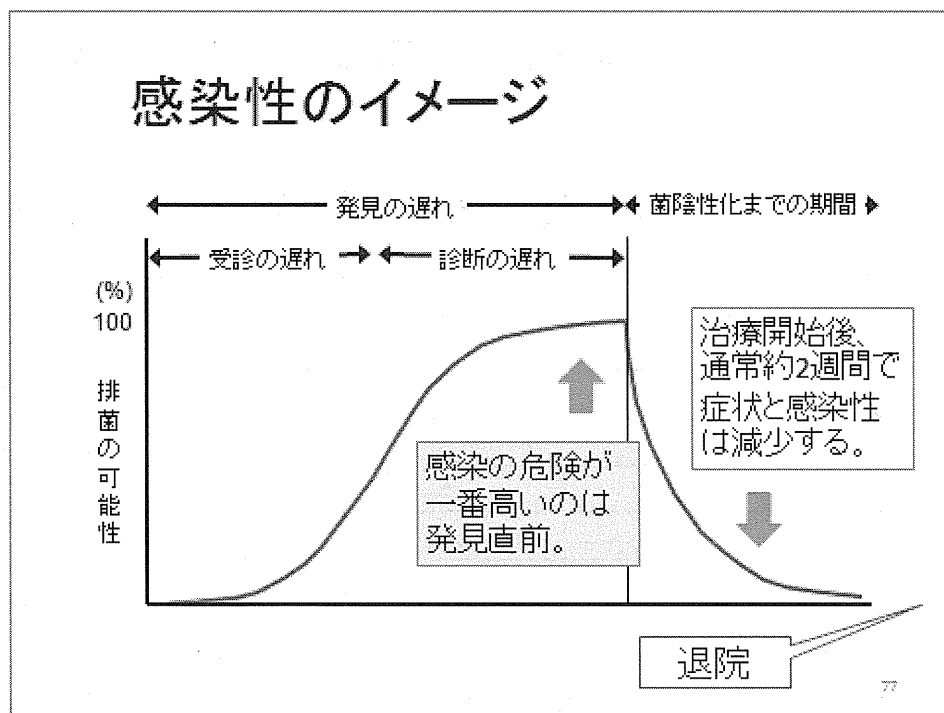 感染性のイメージ
発見の遅れ
菌陰性化までの期間
受診の遅れ
診断の遅れ
(%)
100
排菌の可能性
治療開始後、
通常約2週間で
症状と感染性
は減少する。
感染の危険が
一番高いのは
発見直前。
退院
77